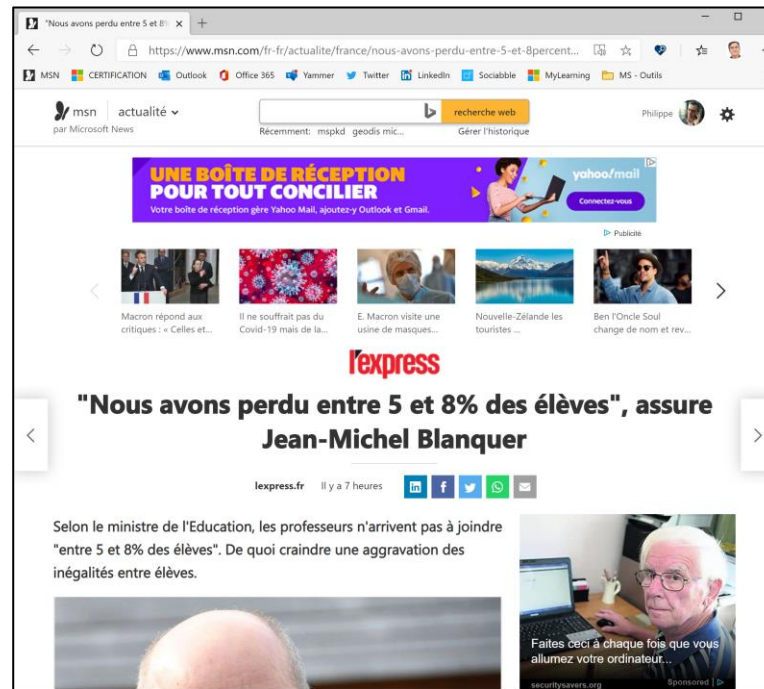 "Nous avons perdu entre 5 et 8%
https://www.msn.com/fr-fr/actualite/france/nous-avons-perdu-entre-5-et-8percent...
MSN CERTIFICATION Outlook Office 365 Yammer Twitter LinkedIn Sociabble MyLearning MS - Outils
msn actualité
par Microsoft News
recherche web
Philippe
Récemment: mspkd geodis mic... Gérer l'historique
UNE BOÎTE DE RÉCEPTION
POUR TOUT CONCILIER
Votre boîte de réception gère Yahoo Mail, ajoutez-y Outlook et Gmail.
yahoo!mail
Connectez-vous
Publicité
Macron répond aux
critiques : « Celles et...
Il ne souffrait pas du
Covid-19 mais de la...
E. Macron visite une
usine de masques...
Nouvelle-Zélande les
touristes ...
Ben l'Oncle Soul
change de nom et rev...
l'express
"Nous avons perdu entre 5 et 8% des élèves", assure
Jean-Michel Blanquer
lexpress.fr Il y a 7 heures
Selon le ministre de l'Education, les professeurs n'arrivent pas à joindre
"entre 5 et 8% des élèves". De quoi craindre une aggravation des
inégalités entre élèves.
Faites ceci à chaque fois que vous
allumez votre ordinateur...
securitysavers.org Sponsored